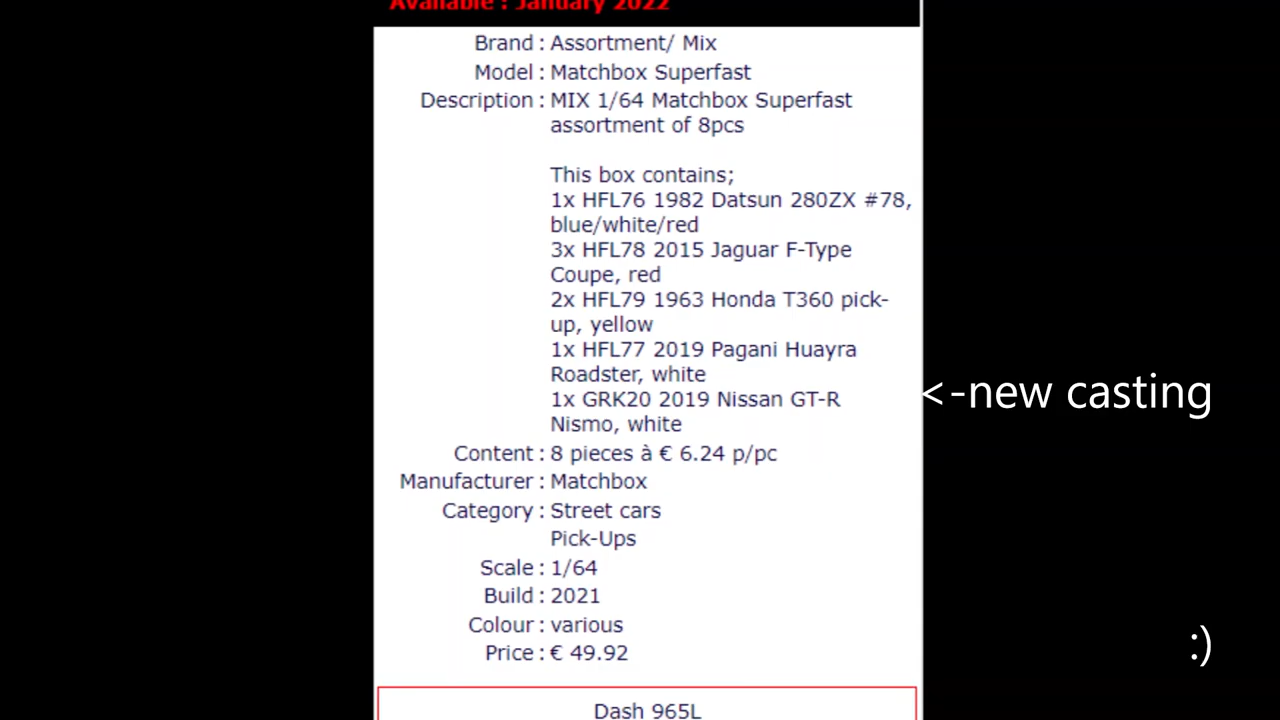 Available : January 2022
Brand : Assortment/ Mix
Model : Matchbox Superfast
Description : MIX 1/64 Matchbox Superfast
assortment of 8pcs
This box contains;
1x HFL76 1982 Datsun 280ZX #78,
blue/white/red
3x HFL78 2015 Jaguar F-Type
Coupe, red
2x HFL79 1963 Honda T360 pick-
up, yellow
1x HFL77 2019 Pagani Huayra
Roadster, white
<-new casting
1x GRK20 2019 Nissan GT-R
Nismo, white
Content : 8 pieces à € 6.24 p/pc
Manufacturer : Matchbox
Category : Street cars
Pick-Ups
Scale : 1/64
Build : 2021
Colour : various
:)
Price : € 49.92
Dash 965L